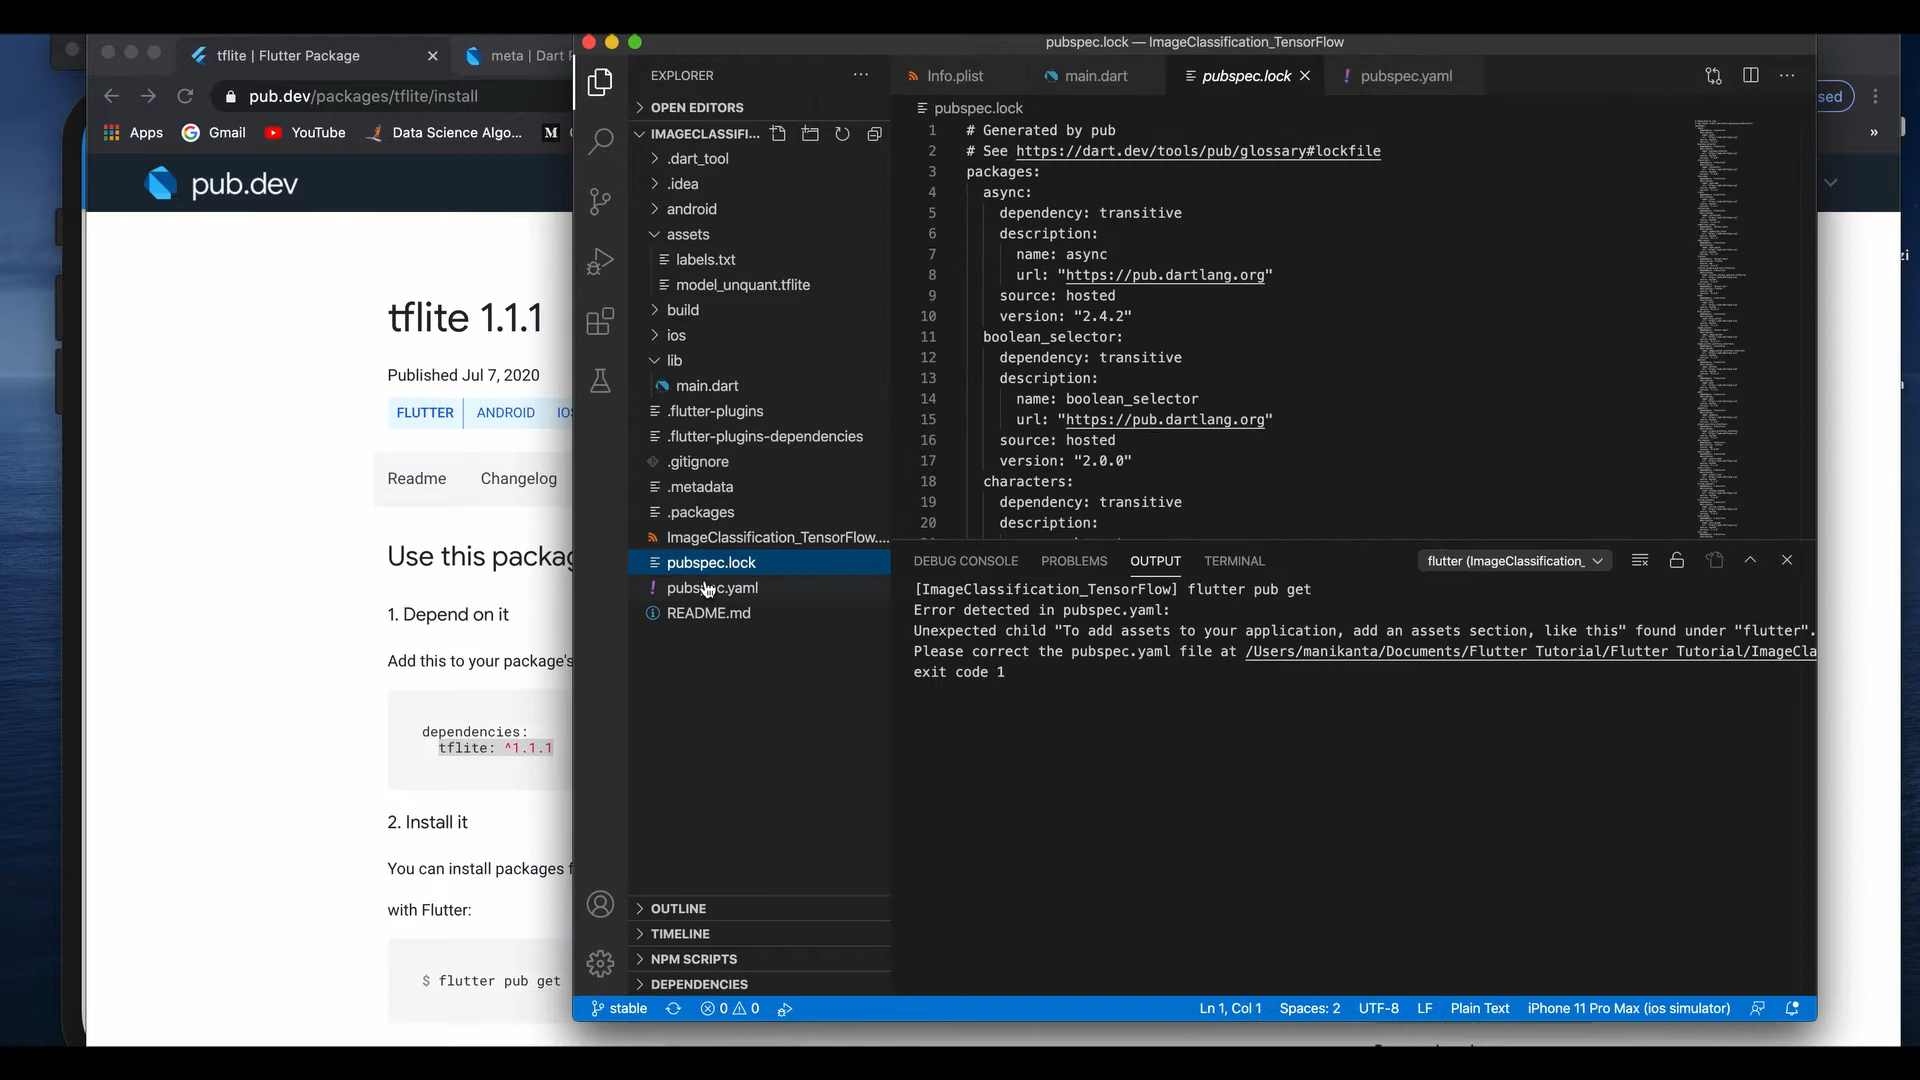 pubspec.lock — ImageClassification_TensorFlow
tflite | Flutter Package
meta | Dart
pub.dev/packages/tflite/install
Apps
Gmail
YouTube
Data Science Algo...
M
pub.dev
tflite 1.1.1
Published Jul 7, 2020
FLUTTER
ANDROID
Readme
Changelog
Use this
1. Depend on it
Add this to your package's
dependencies:
tflite: ^1.1.1
2. Install it
You can install packages
with Flutter:
$ flutter pub get
EXPLORER
OPEN EDITORS
IMAGECLASSIFI...
.dart_tool
.idea
android
assets
labels.txt
model_unquant.tflite
build
ios
lib
main.dart
.flutter-plugins
.flutter-plugins-dependencies
.gitignore
.metadata
.packages
ImageClassification_TensorFlow....
pubspec.lock
pubspec.yaml
README.md
OUTLINE
TIMELINE
NPM SCRIPTS
DEPENDENCIES
Info.plist
main.dart
pubspec.lock
pubspec.yaml
pubspec.lock
1 # Generated by pub
2 # See https://dart.dev/tools/pub/glossary#lockfile
3 packages:
4 async:
5 dependency: transitive
6 description:
7 name: async
8 url: "https://pub.dartlang.org"
9 source: hosted
10 version: "2.4.2"
11 boolean_selector:
12 dependency: transitive
13 description:
14 name: boolean_selector
15 url: "https://pub.dartlang.org"
16 source: hosted
17 version: "2.0.0"
18 characters:
19 dependency: transitive
20 description:
DEBUG CONSOLE
PROBLEMS
OUTPUT
TERMINAL
flutter (ImageClassification_
[ImageClassification_TensorFlow] flutter pub get
Error detected in pubspec.yaml:
Unexpected child "To add assets to your application, add an assets section, like this" found under "flutter".
Please correct the pubspec.yaml file at /Users/manikanta/Documents/Flutter Tutorial/Flutter Tutorial/ImageCla
exit code 1
stable
0
0
Ln 1, Col 1
Spaces: 2
UTF-8
LF
Plain Text
iPhone 11 Pro Max (ios simulator)